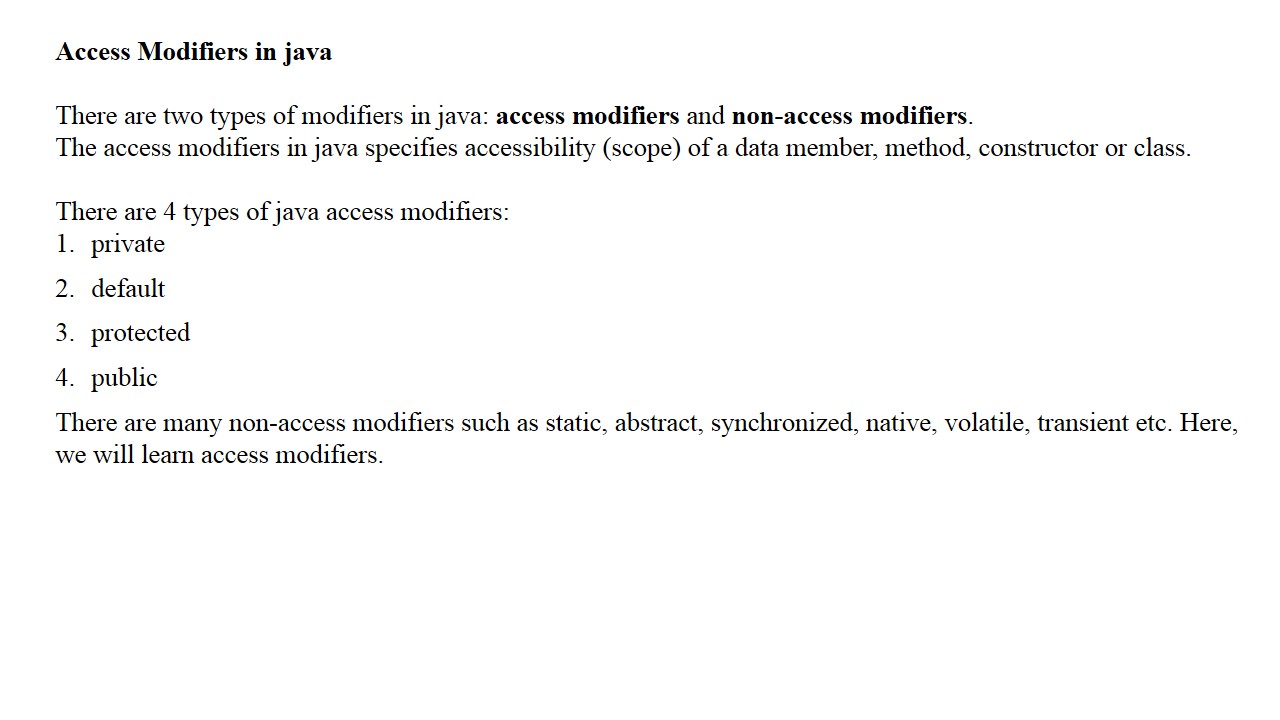 Access Modifiers in java
There are two types of modifiers in java: access modifiers and non-access modifiers.
The access modifiers in java specifies accessibility (scope) of a data member, method, constructor or class.
There are 4 types of java access modifiers:
1. private
2. default
3. protected
4. public
There are many non-access modifiers such as static, abstract, synchronized, native, volatile, transient etc. Here,
we will learn access modifiers.